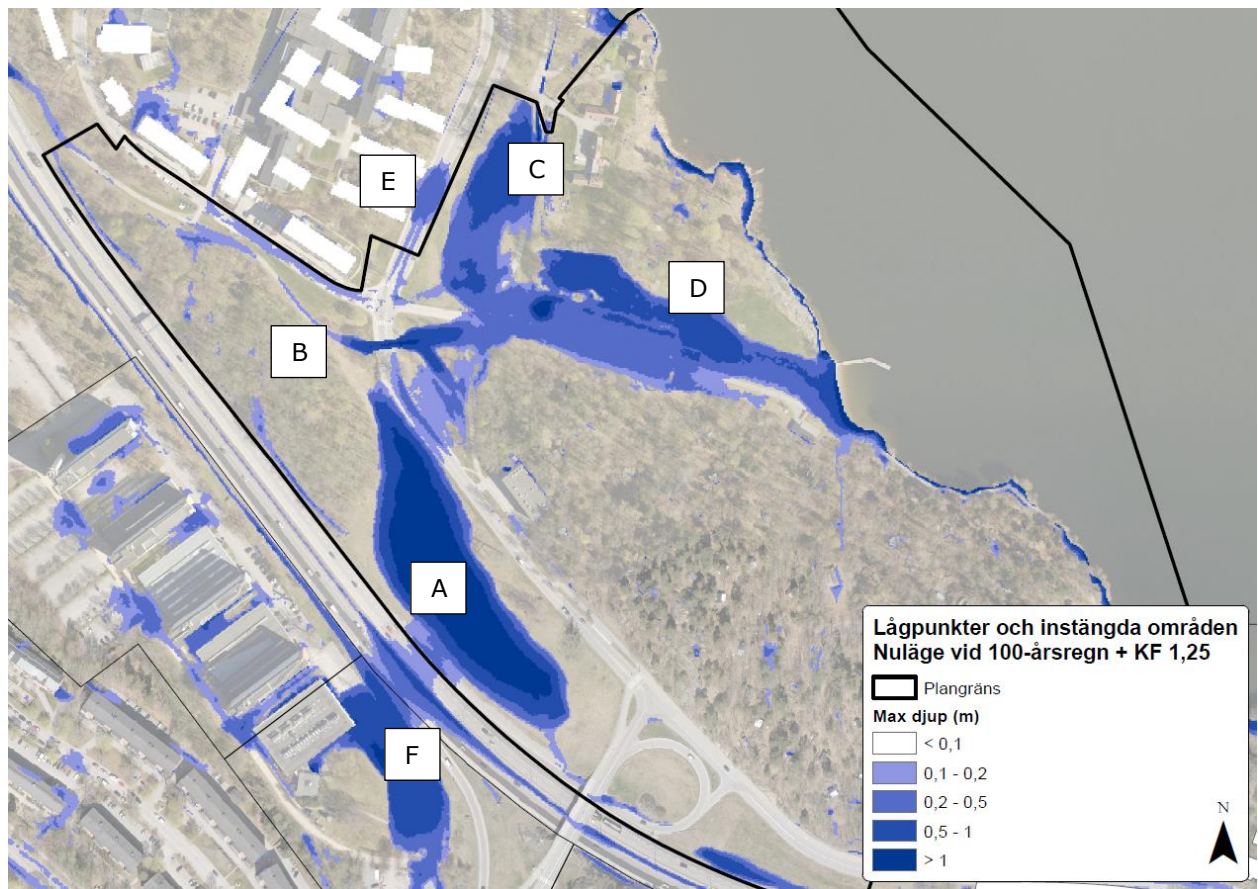 C
E
D
B
A
F
Lågpunkter och instängda områden
Nuläge vid 100-årsregn + KF 1,25
Plangräns
Max djup (m)
< 0,1
0,1 - 0,2
0,2 - 0,5
0,5 - 1
> 1
N